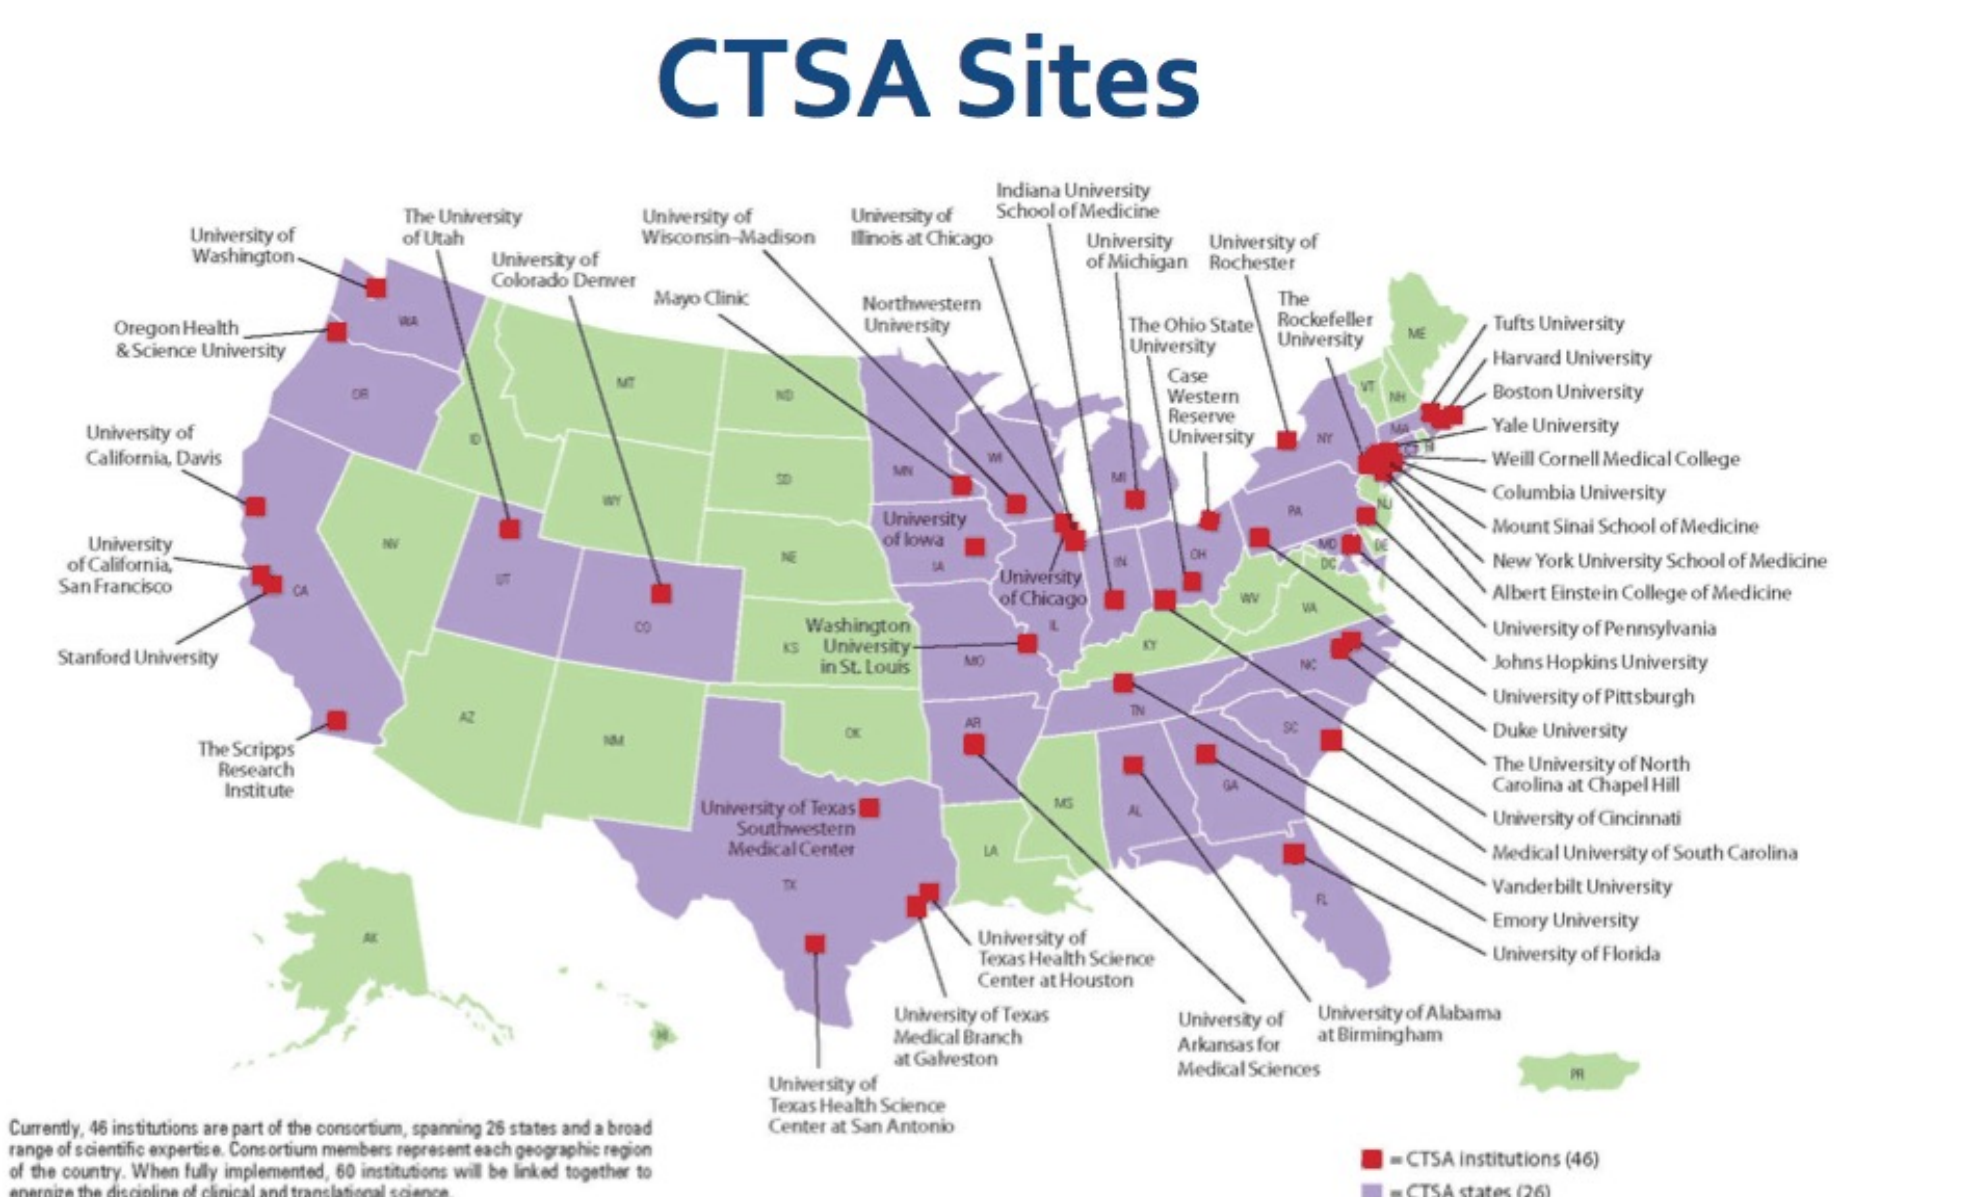 CTSA Sites
University of
Washington
Oregon Health
& Science University
University of
California, Davis
University
of California,
San Francisco
Stanford University
The Scripps
Research
Institute
The University
of Utah
University of
Colorado Denver
University of
Wisconsin–Madison
Mayo Clinic
University of
Illinois at Chicago
Northwestern
University
Indiana University
School of Medicine
University
of Michigan
The Ohio State
University
Case
Western
Reserve
University
University of
Rochester
The
Rockefeller
University
Tufts University
Harvard University
Boston University
Yale University
Weill Cornell Medical College
Columbia University
Mount Sinai School of Medicine
New York University School of Medicine
Albert Einstein College of Medicine
University of Pennsylvania
Johns Hopkins University
University of Pittsburgh
Duke University
The University of North
Carolina at Chapel Hill
University of Cincinnati
Medical University of South Carolina
Vanderbilt University
Emory University
University of Florida
University
of Iowa
University
of Chicago
Washington
University
in St. Louis
University of Texas
Southwestern
Medical Center
University of
Texas Health Science
Center at Houston
University of Texas
Medical Branch
at Galveston
University of
Texas Health Science
Center at San Antonio
University of
Arkansas for
Medical Sciences
University of Alabama
at Birmingham
WA
OR
CA
ID
NV
MT
WY
UT
CO
AZ
NM
ND
SD
NE
KS
OK
TX
MN
IA
MO
AR
LA
WI
IL
MI
IN
OH
KY
TN
MS
AL
GA
FL
SC
NC
VA
WV
PA
NY
VT
NH
ME
MA
CT
NJ
DE
MD
DC
AK
HI
PR
Currently, 46 institutions are part of the consortium, spanning 26 states and a broad
range of scientific expertise. Consortium members represent each geographic region
of the country. When fully implemented, 60 institutions will be linked together to
energize the discipline of clinical and translational science.
= CTSA institutions (46)
= CTSA states (26)